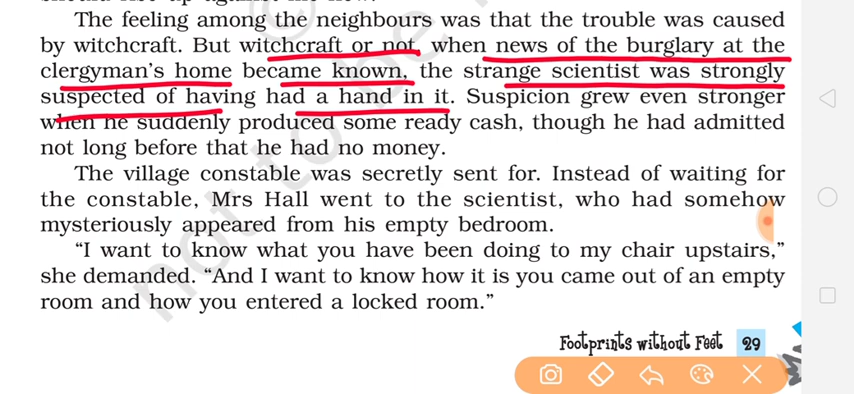 The feeling among the neighbours was that the trouble was caused
by witchcraft. But witchcraft or not, when news of the burglary at the
clergyman's home became known, the strange scientist was strongly
suspected of having had a hand in it. Suspicion grew even stronger
when he suddenly produced some ready cash, though he had admitted
not long before that he had no money.
The village constable was secretly sent for. Instead of waiting for
the constable, Mrs Hall went to the scientist, who had somehow
mysteriously appeared from his empty bedroom.
“I want to know what you have been doing to my chair upstairs,”
she demanded. “And I want to know how it is you came out of an empty
room and how you entered a locked room.”
Footprints without Feet 29